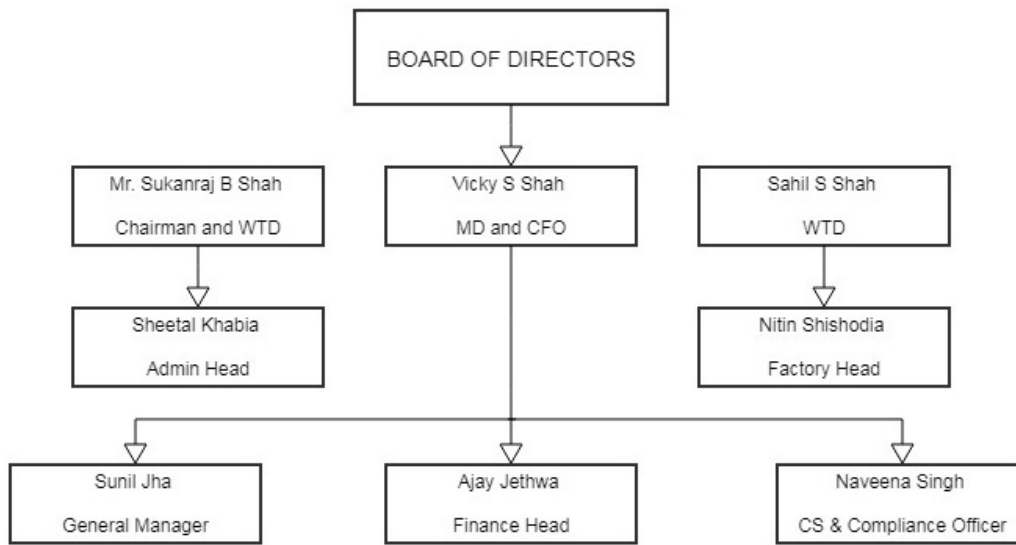 BOARD OF DIRECTORS
Mr. Sukanraj B Shah
Chairman and WTD
Vicky S Shah
MD and CFO
Sahil S Shah
WTD
Sheetal Khabia
Admin Head
Nitin Shishodia
Factory Head
Sunil Jha
General Manager
Ajay Jethwa
Finance Head
Naveena Singh
CS & Compliance Officer